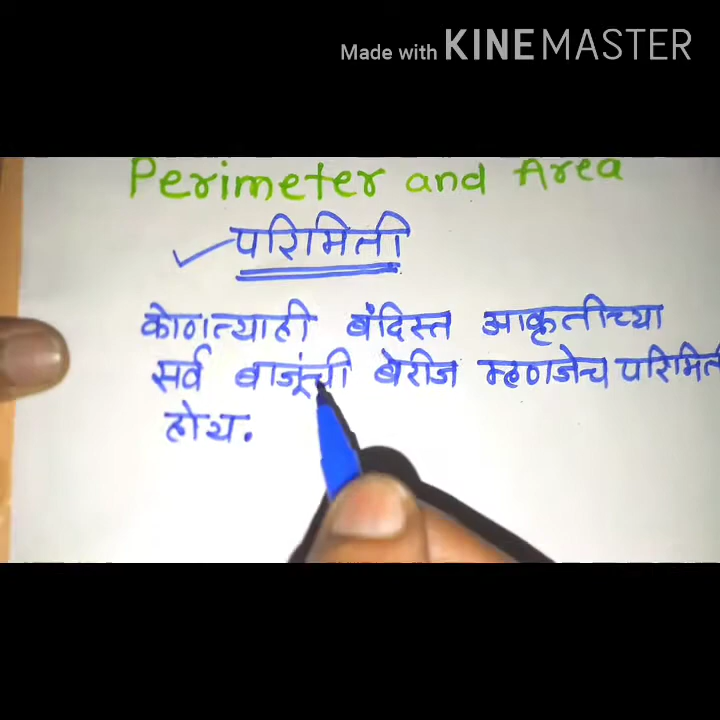 Made with KINEMASTER
Perimeter and Area
परिमिती
कोणत्याही बंदिस्त आकृतीच्या
सर्व बाजूंची बेरीज म्हणजेच परिमिती
होय.